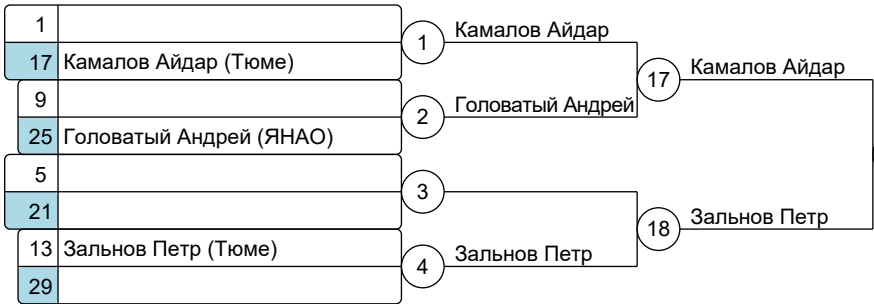 1
Камалов Айдар
1
17 Камалов Айдар (Тюме)
Камалов Айдар
17
9
Головатый Андрей
2
25 Головатый Андрей (ЯНАО)
5
3
21
Зальнов Петр
18
13 Зальнов Петр (Тюме)
Зальнов Петр
4
29